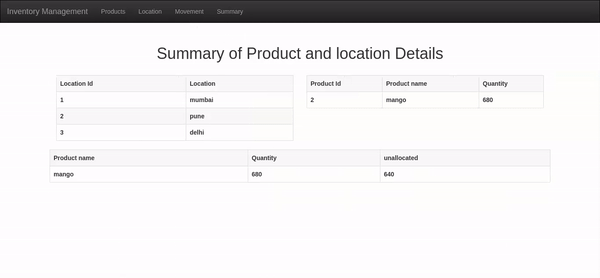 Inventory Management Products Location Movement Summary
Summary of Product and location Details
Location Id Location
1 mumbai
2 pune
3 delhi
Product Id Product name Quantity
2 mango 680
Product name Quantity unallocated
mango 680 640